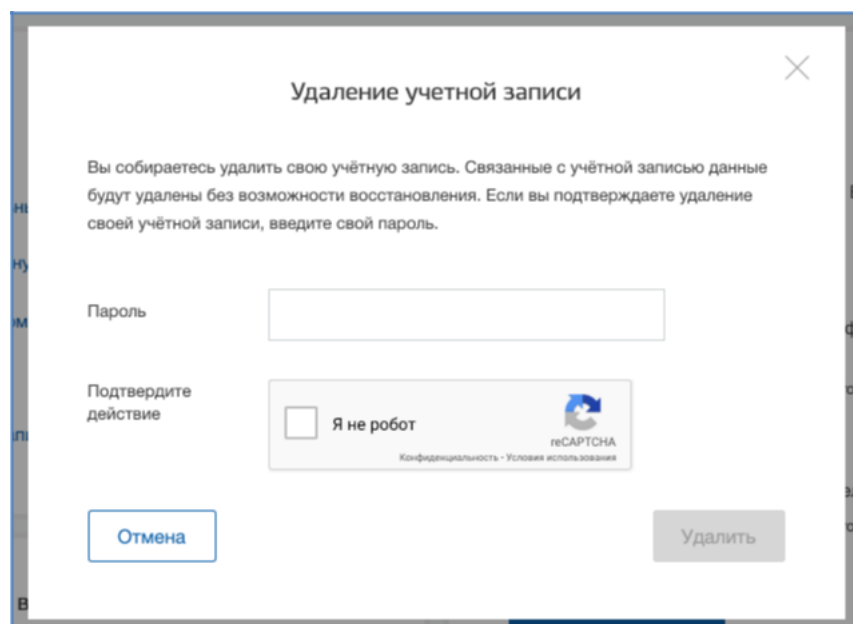 Удаление учетной записи
Вы собираетесь удалить свою учётную запись. Связанные с учётной записью данные
будут удалены без возможности восстановления. Если вы подтверждаете удаление
своей учётной записи, введите свой пароль.
Пароль
Подтвердите
действие
Я не робот
reCAPTCHA
Конфиденциальность - Условия использования
Отмена
Удалить